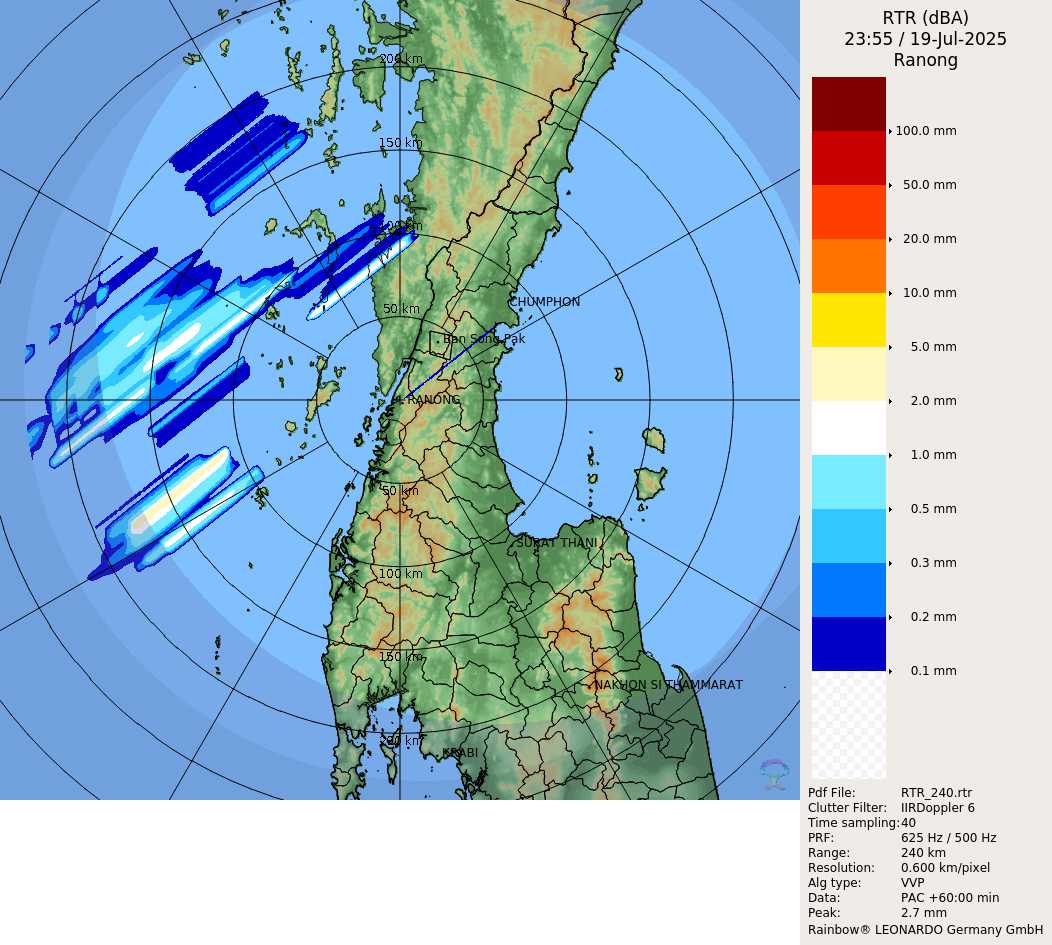 RTR (dBA)
23:55 / 19-Jul-2025
Ranong
100.0 mm
50.0 mm
20.0 mm
10.0 mm
5.0 mm
2.0 mm
1.0 mm
0.5 mm
0.3 mm
0.2 mm
0.1 mm
Pdf File: RTR_240.rtr
Clutter Filter: IIRDoppler 6
Time sampling: 40
PRF: 625 Hz / 500 Hz
Range: 240 km
Resolution: 0.600 km/pixel
Alg type: VVP
Data: PAC +60:00 min
Peak: 2.7 mm
Rainbow® LEONARDO Germany GmbH
200 km
150 km
100 km
50 km
CHUMPHON
Ban Song Pak
RANONG
50 km
SURAT THANI
100 km
150 km
NAKHON SI THAMMARAT
200 km
KRABI